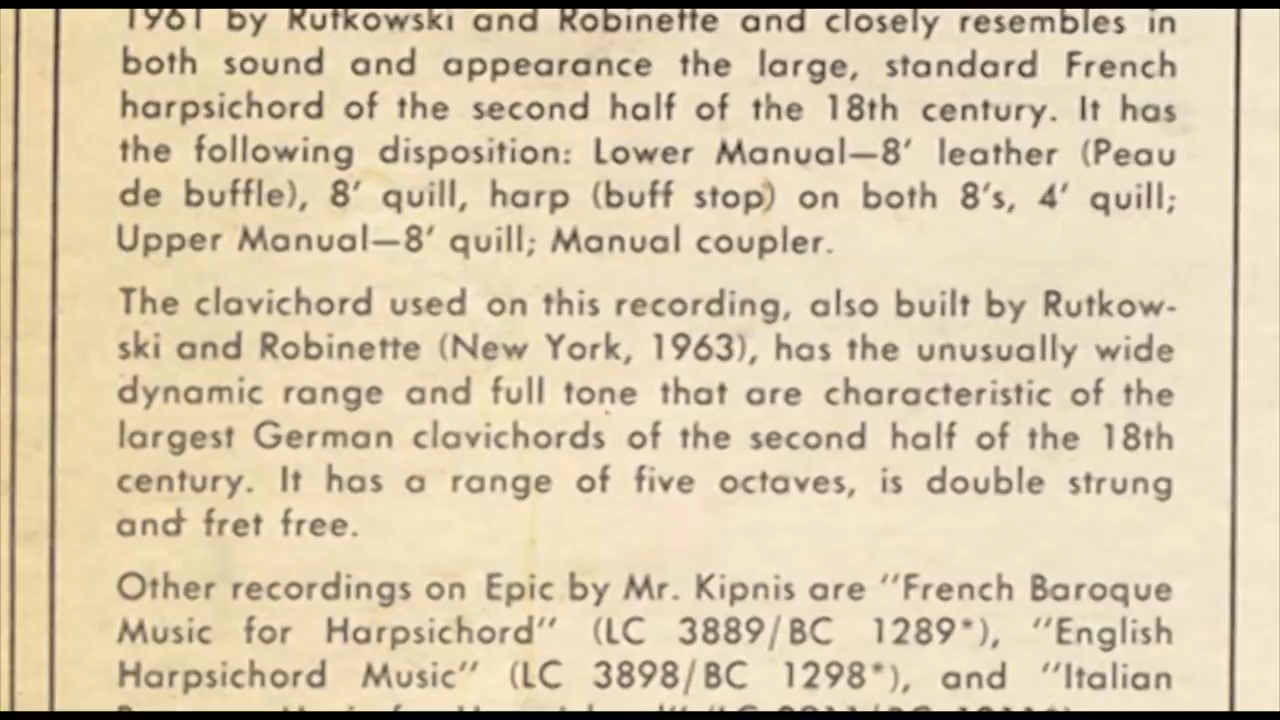 1961 by Rutkowski and Robinette and closely resembles in
both sound and appearance the large, standard French
harpsichord of the second half of the 18th century. It has
the following disposition: Lower Manual—8′ leather (Peau
de buffle), 8′ quill, harp (buff stop) on both 8's, 4′ quill;
Upper Manual—8′ quill; Manual coupler.
The clavichord used on this recording, also built by Rutkow-
ski and Robinette (New York, 1963), has the unusually wide
dynamic range and full tone that are characteristic of the
largest German clavichords of the second half of the 18th
century. It has a range of five octaves, is double strung
and fret free.
Other recordings on Epic by Mr. Kipnis are "French Baroque
Music for Harpsichord" (LC 3889/BC 1289*), "English
Harpsichord Music" (LC 3898/BC 1298*), and "Italian